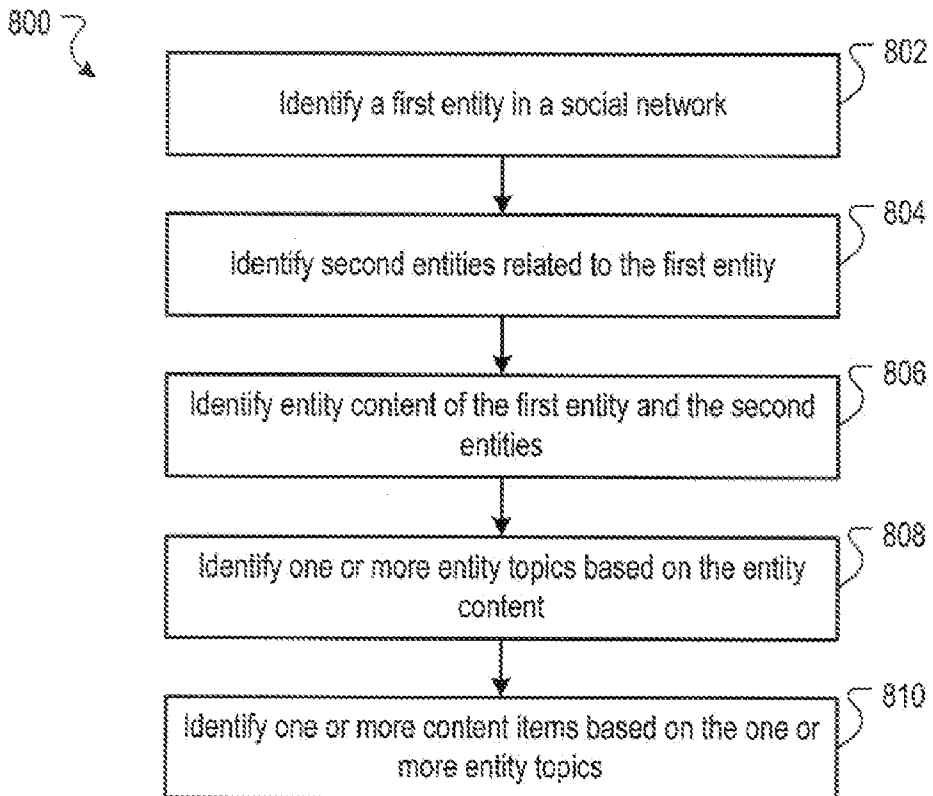 800
802
Identify a first entity in a social network
804
Identify second entities related to the first entity
806
Identify entity content of the first entity and the second
entities
808
Identify one or more entity topics based on the entity
content
810
Identify one or more content items based on the one or
more entity topics